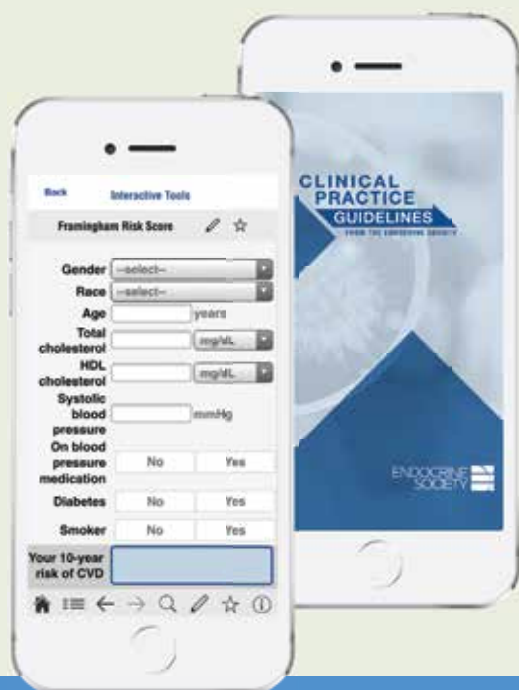 Back Interactive Tools
Framingham Risk Score
Gender --select--
Race --select--
Age years
Total
cholesterol mg/dL
HDL
cholesterol mg/dL
Systolic
blood
pressure mmHg
On blood
pressure
medication No Yes
Diabetes No Yes
Smoker No Yes
Your 10-year
risk of CVD
CLINICAL
PRACTICE
GUIDELINES
FROM THE ENDOCRINE SOCIETY
ENDOCRINE
SOCIETY